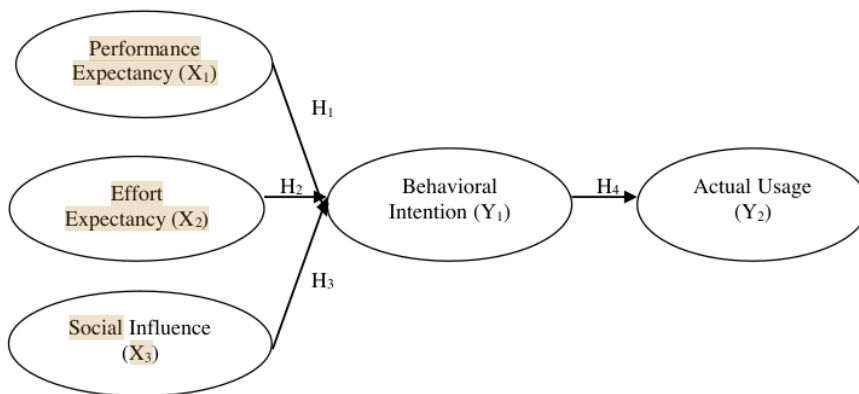 Performance
Expectancy (X₁)
H₁
Effort
Expectancy (X₂)
H₂
Behavioral
Intention (Y₁)
H₄
Actual Usage
(Y₂)
H₃
Social Influence
(X₃)